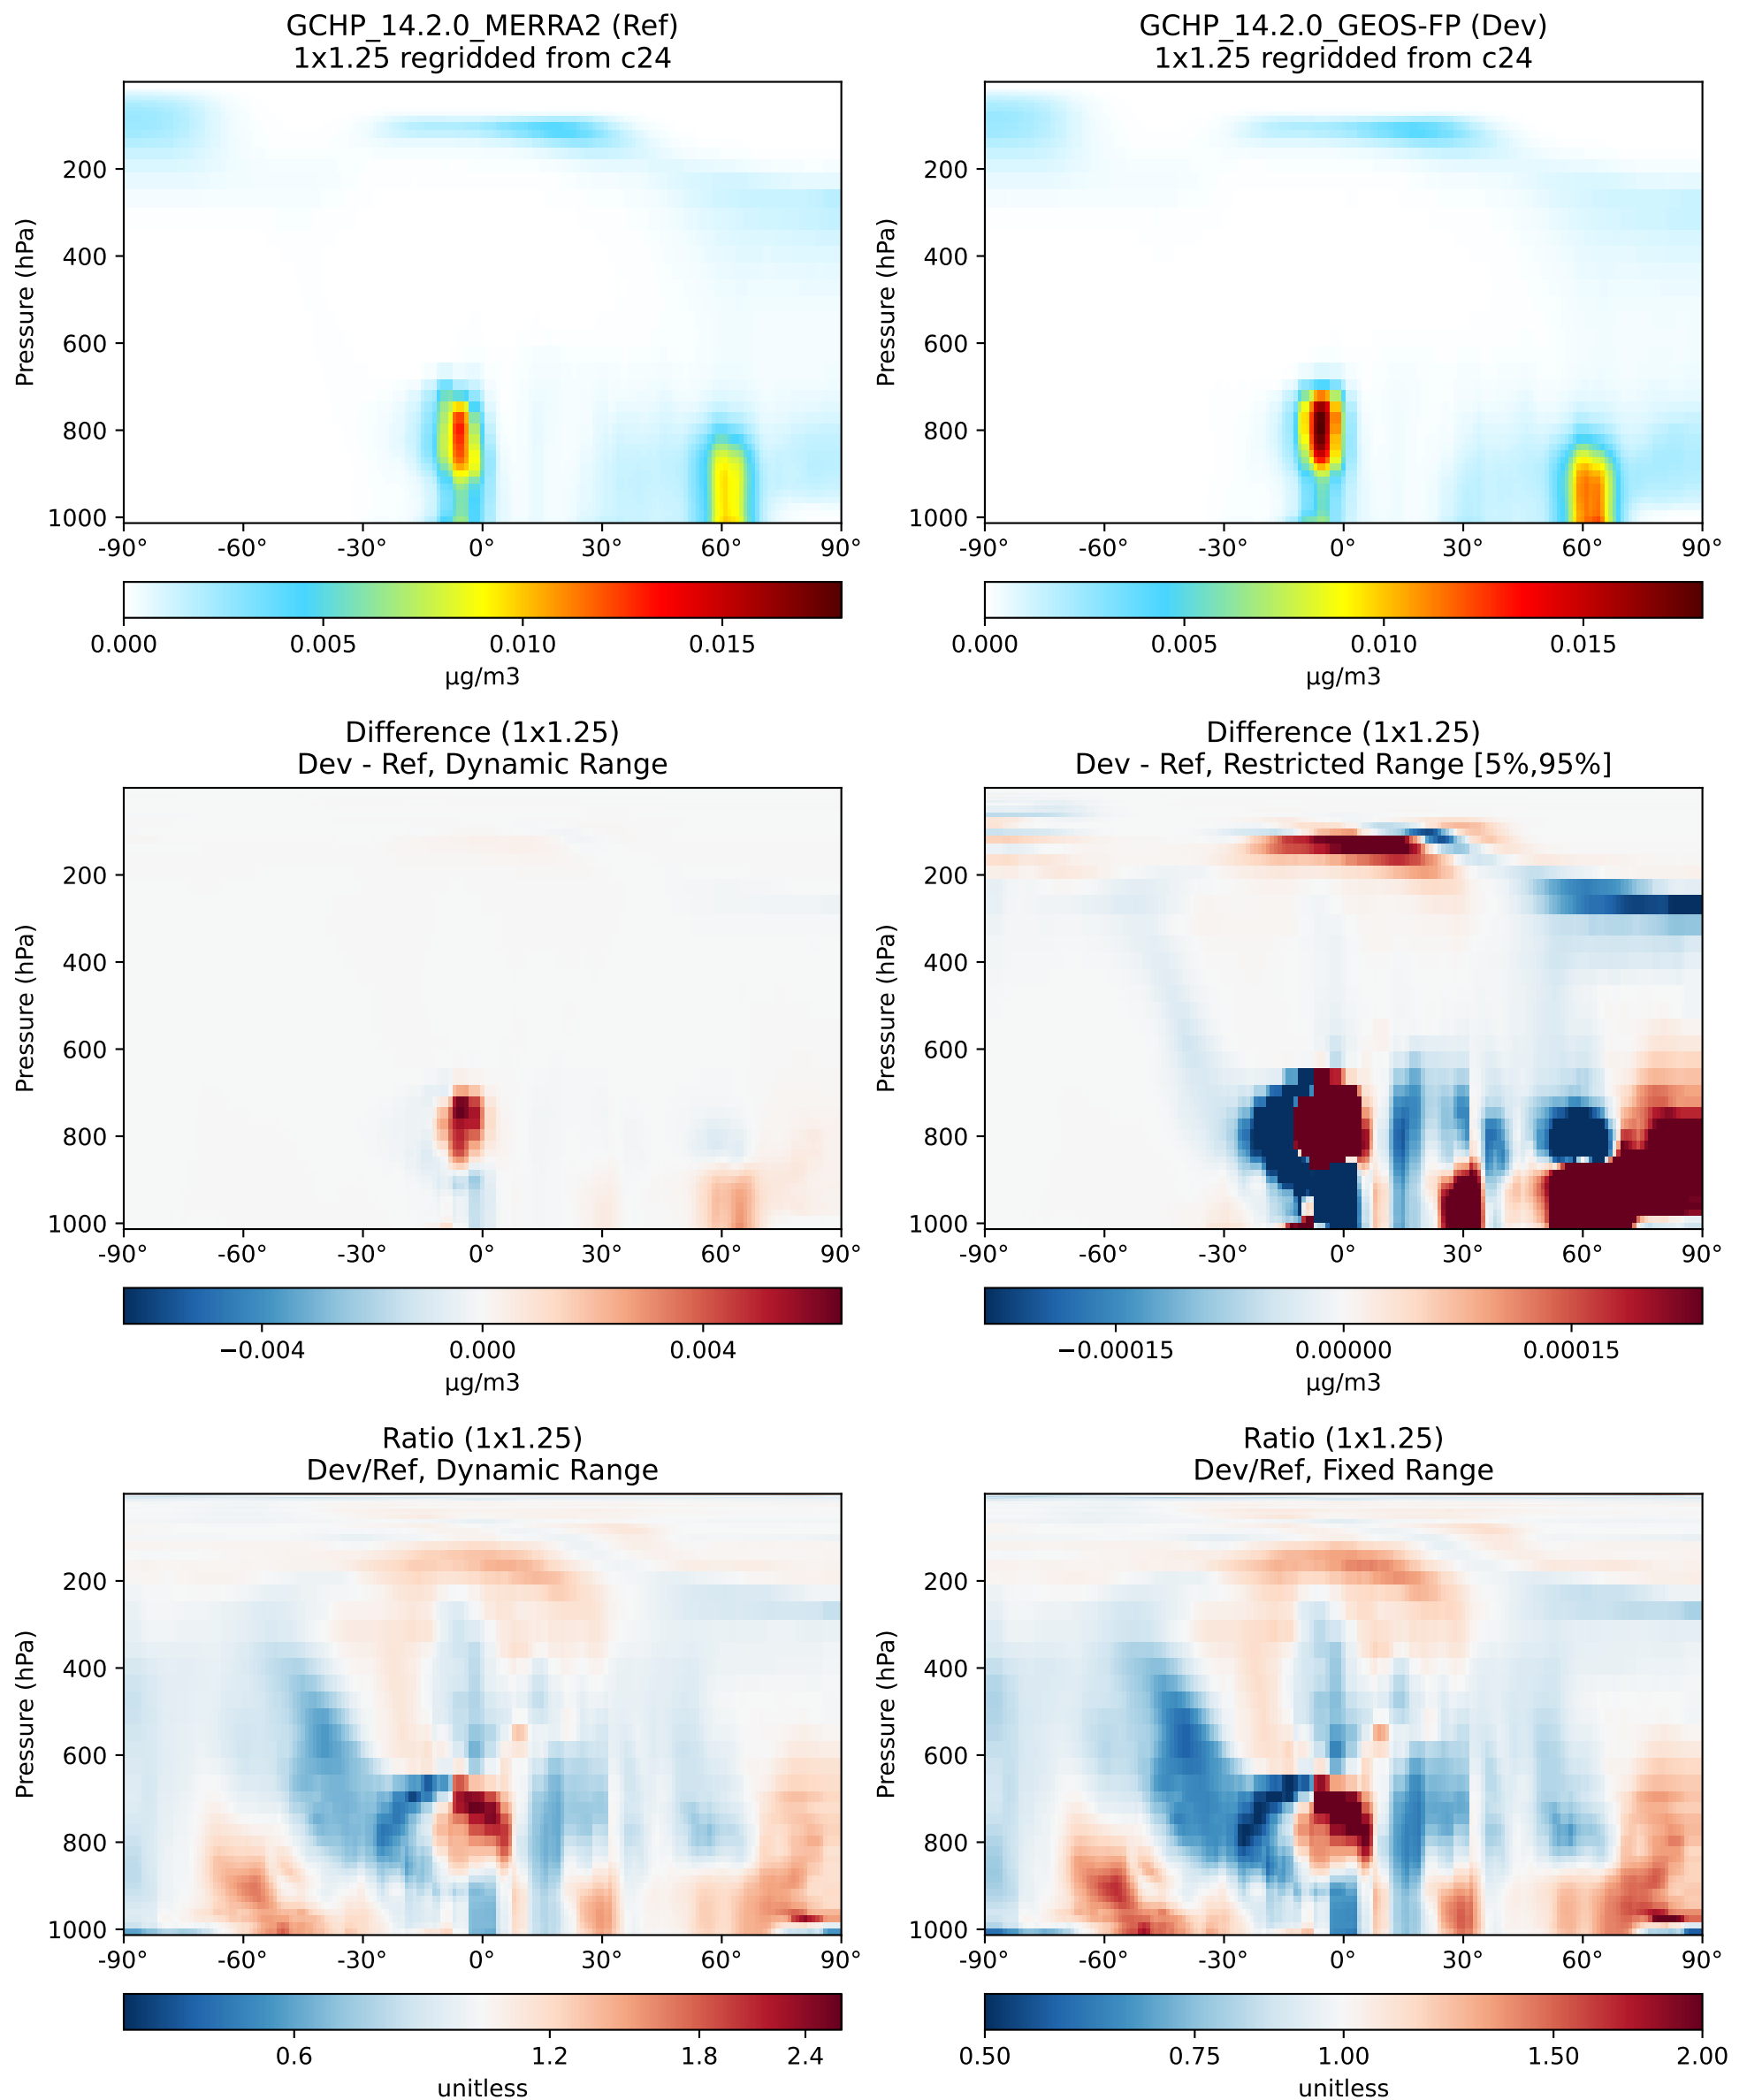 GCHP_14.2.0_MERRA2 (Ref)
1x1.25 regridded from c24
Pressure (hPa)
200
400
600
800
1000
-90° -60° -30° 0° 30° 60° 90°
0.000 0.005 0.010 0.015
µg/m3
GCHP_14.2.0_GEOS-FP (Dev)
1x1.25 regridded from c24
Pressure (hPa)
200
400
600
800
1000
-90° -60° -30° 0° 30° 60° 90°
0.000 0.005 0.010 0.015
µg/m3
Difference (1x1.25)
Dev - Ref, Dynamic Range
Pressure (hPa)
200
400
600
800
1000
-90° -60° -30° 0° 30° 60° 90°
−0.004 0.000 0.004
µg/m3
Difference (1x1.25)
Dev - Ref, Restricted Range [5%,95%]
Pressure (hPa)
200
400
600
800
1000
-90° -60° -30° 0° 30° 60° 90°
−0.00015 0.00000 0.00015
µg/m3
Ratio (1x1.25)
Dev/Ref, Dynamic Range
Pressure (hPa)
200
400
600
800
1000
-90° -60° -30° 0° 30° 60° 90°
0.6 1.2 1.8 2.4
unitless
Ratio (1x1.25)
Dev/Ref, Fixed Range
Pressure (hPa)
200
400
600
800
1000
-90° -60° -30° 0° 30° 60° 90°
0.50 0.75 1.00 1.50 2.00
unitless